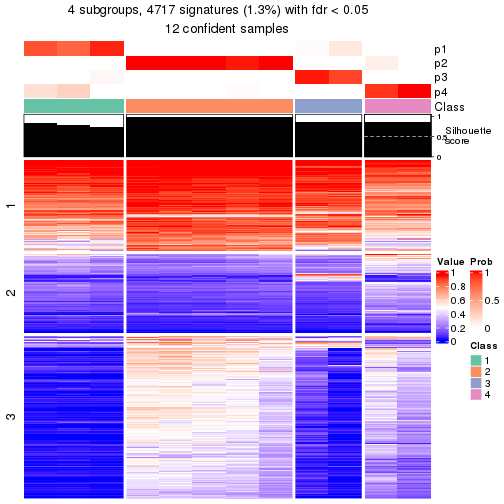 4 subgroups, 4717 signatures (1.3%) with fdr < 0.05
12 confident samples
p1
p2
p3
p4
Class
1
0.5
0
Silhouette
score
1
2
3
Value
1
0.8
0.6
0.4
0.2
0
Prob
1
0.5
0
Class
1
2
3
4